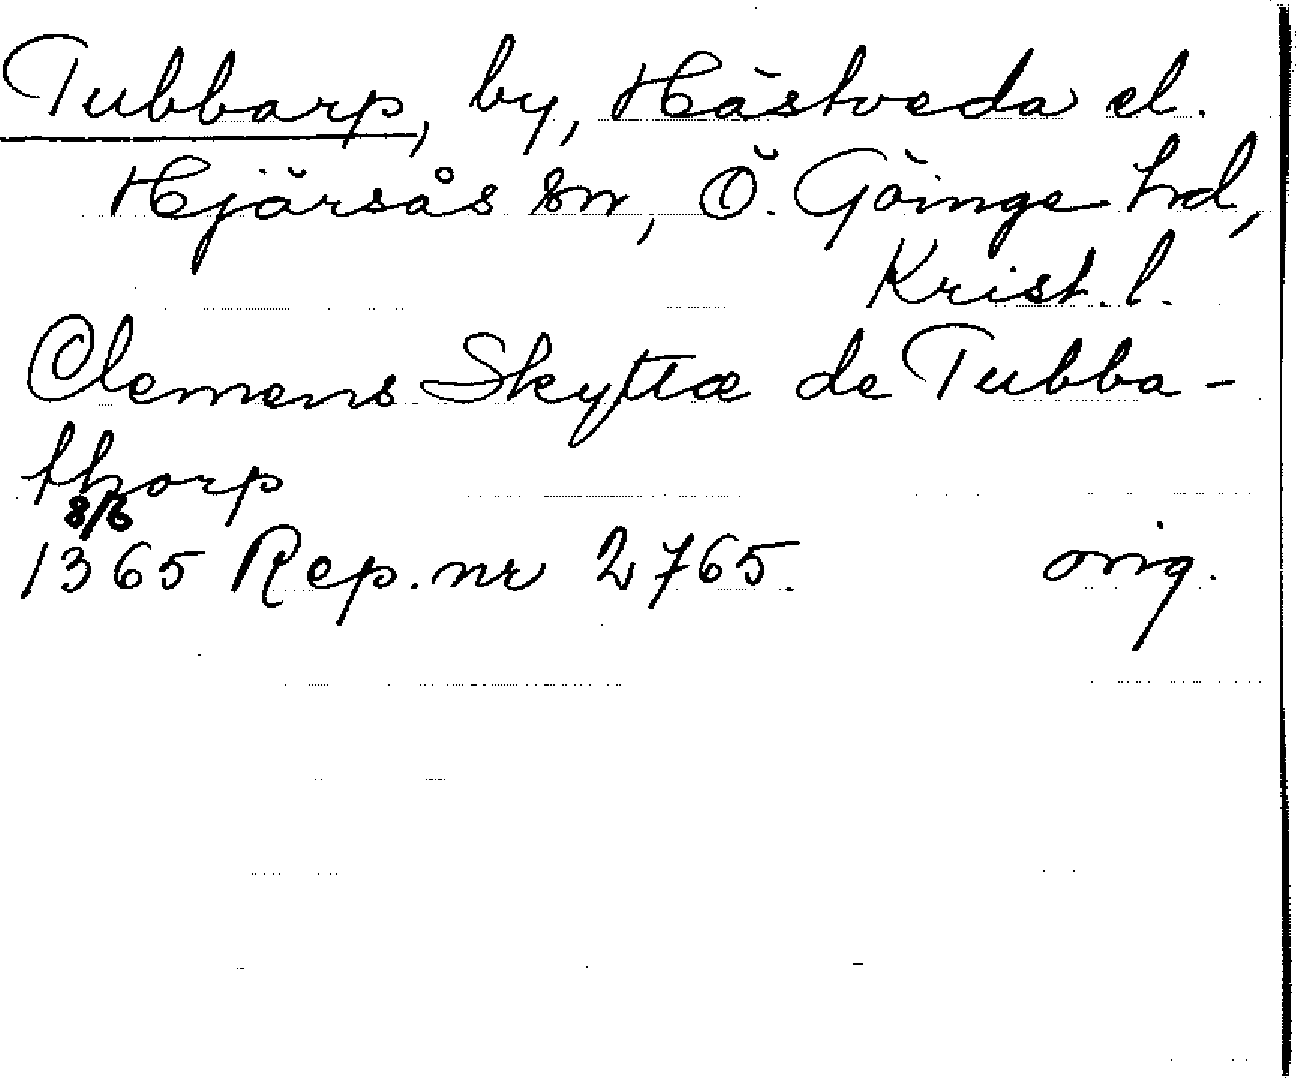 Tubbarp, by, Hästveda el.
Hjärsås sn, Ö. Göinge hd,
Krist. l.
Clemens Skyttæ de Tubba-
thorp
8/6
1365 Rep. nr 2765. orig.